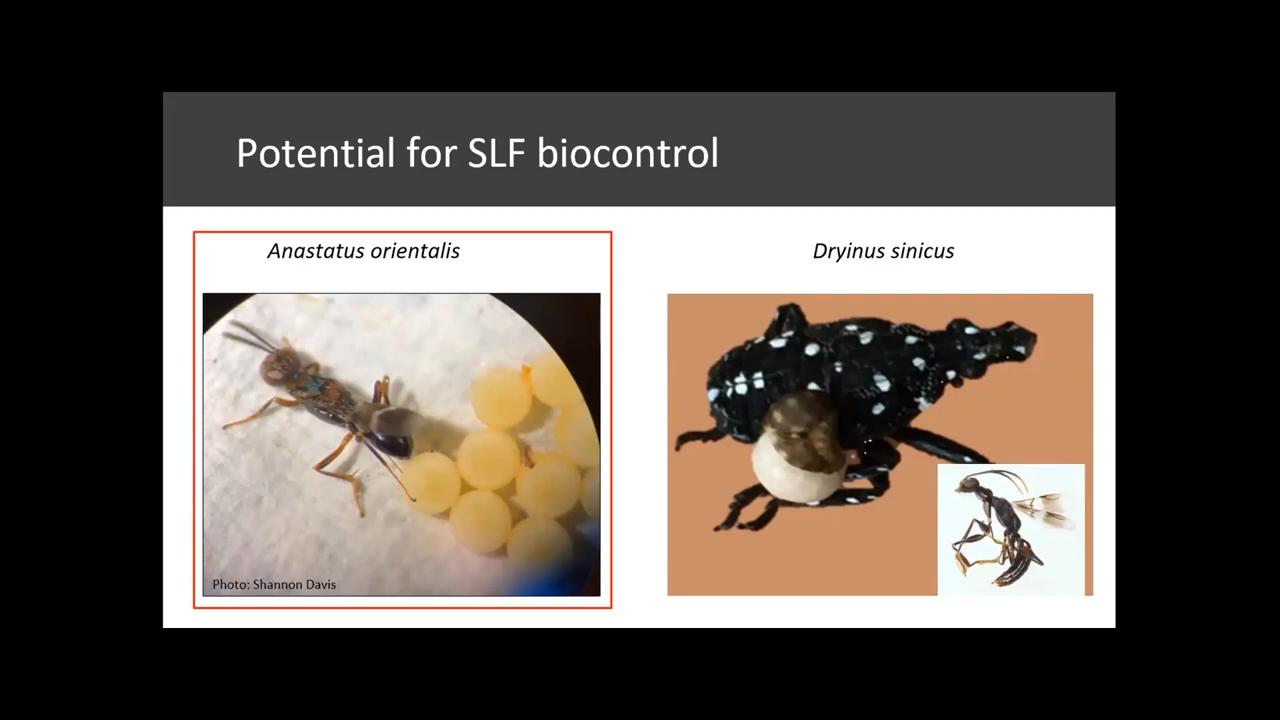 Potential for SLF biocontrol
Anastatus orientalis
Dryinus sinicus
Photo: Shannon Davis